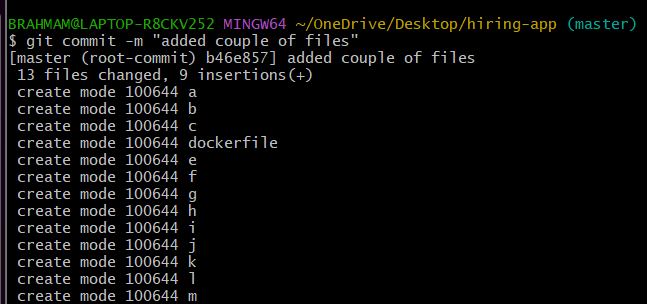 BRAHMAM@LAPTOP-R8CKV252 MINGW64 ~/OneDrive/Desktop/hiring-app (master)
$ git commit -m "added couple of files"
[master (root-commit) b46e857] added couple of files
 13 files changed, 9 insertions(+)
 create mode 100644 a
 create mode 100644 b
 create mode 100644 c
 create mode 100644 dockerfile
 create mode 100644 e
 create mode 100644 f
 create mode 100644 g
 create mode 100644 h
 create mode 100644 i
 create mode 100644 j
 create mode 100644 k
 create mode 100644 l
 create mode 100644 m